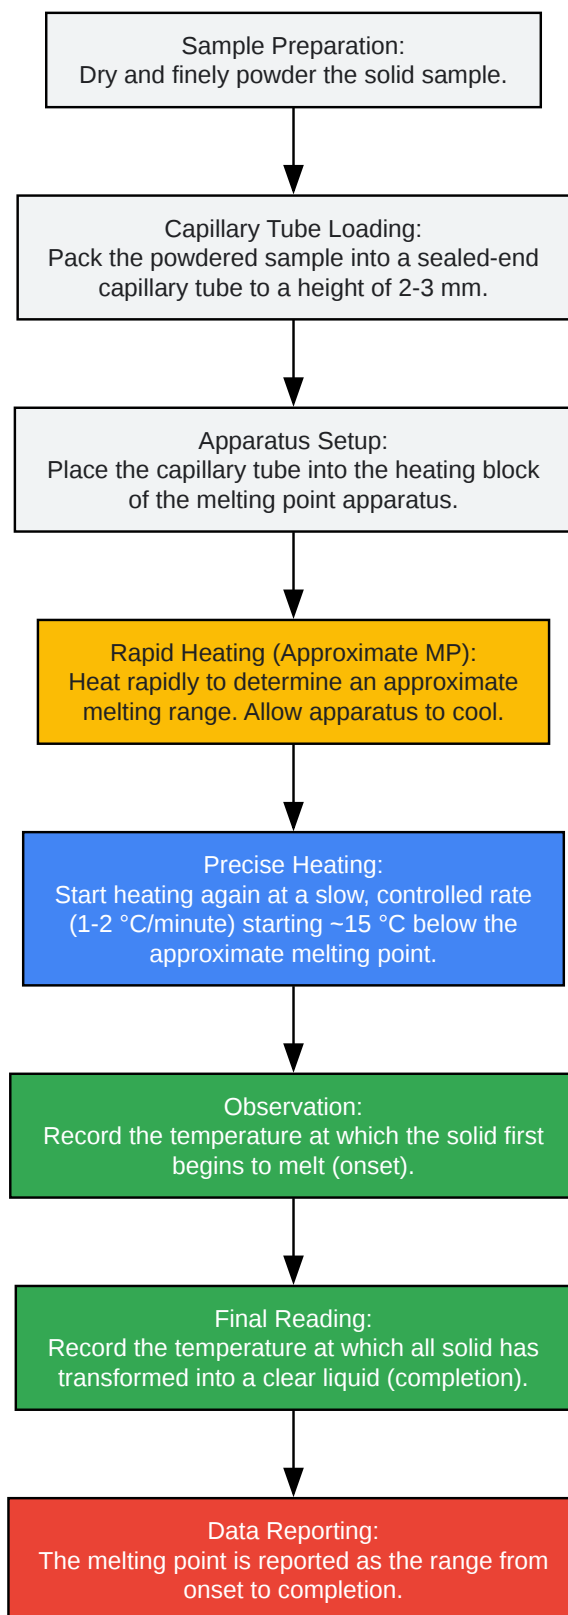 Sample Preparation:
Dry and finely powder the solid sample.
Capillary Tube Loading:
Pack the powdered sample into a sealed-end
capillary tube to a height of 2-3 mm.
Apparatus Setup:
Place the capillary tube into the heating block
of the melting point apparatus.
Rapid Heating (Approximate MP):
Heat rapidly to determine an approximate
melting range. Allow apparatus to cool.
Precise Heating:
Start heating again at a slow, controlled rate
(1-2 °C/minute) starting ~15 °C below the
approximate melting point.
Observation:
Record the temperature at which the solid first
begins to melt (onset).
Final Reading:
Record the temperature at which all solid has
transformed into a clear liquid (completion).
Data Reporting:
The melting point is reported as the range from
onset to completion.